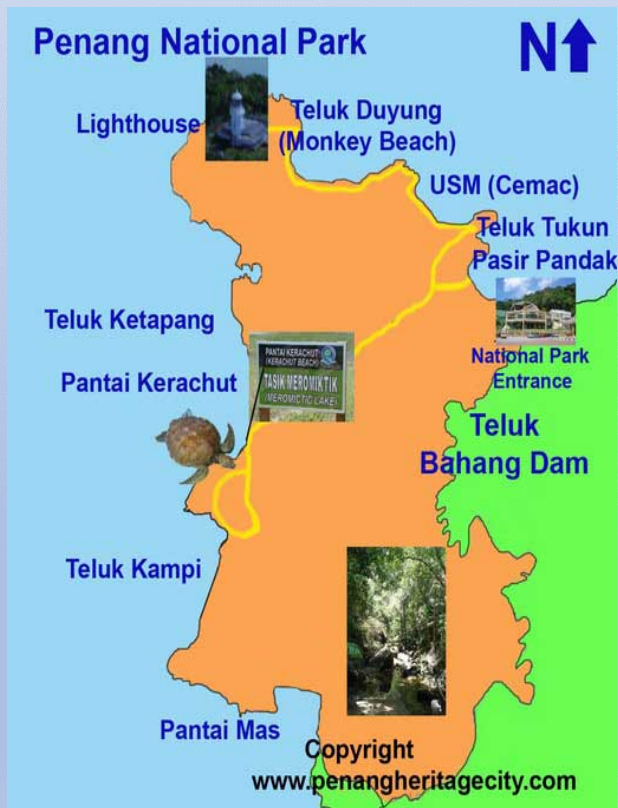 Penang National Park
N
Lighthouse
Teluk Duyung
(Monkey Beach)
USM (Cemac)
Teluk Tukun
Pasir Pandak
National Park
Entrance
Teluk Ketapang
PANTAI KERACHUT
(KERACHUT BEACH)
TASIK MEROMIKTIK
(MEROMICTIC LAKE)
Pantai Kerachut
Teluk
Bahang Dam
Teluk Kampi
Pantai Mas
Copyright
www.penangheritagecity.com